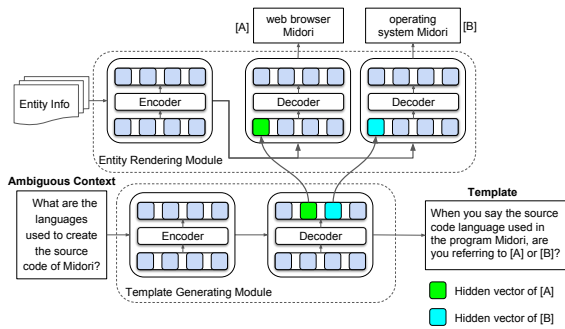 [A]
web browser
Midori
operating
system Midori
[B]
Entity Info
Encoder
Decoder
Decoder
Entity Rendering Module
Ambiguous Context
What are the
languages
used to create
the source
code of Midori?
Encoder
Decoder
Template Generating Module
Template
When you say the source
code language used in
the program Midori, are
you referring to [A] or [B]?
Hidden vector of [A]
Hidden vector of [B]